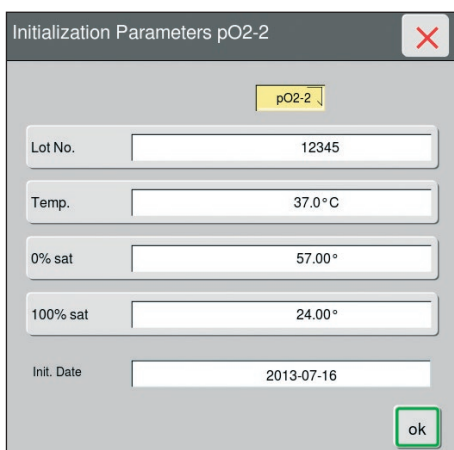 Initialization Parameters pO2-2
pO2-2
Lot No. 12345
Temp. 37.0°C
0% sat 57.00°
100% sat 24.00°
Init. Date 2013-07-16
ok